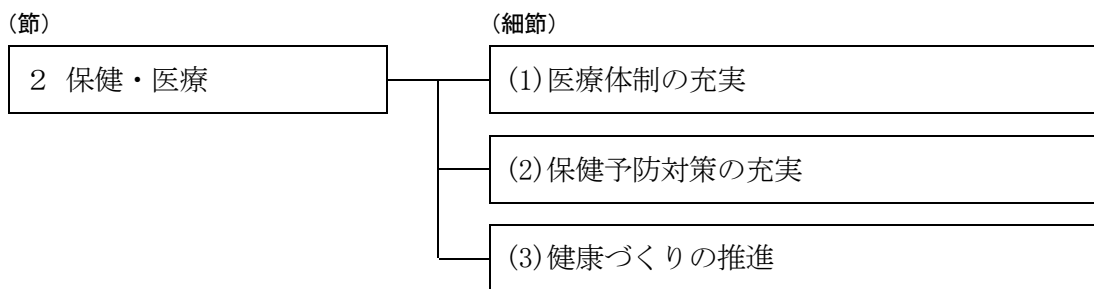 （節）
（細節）
２ 保健・医療
(1)医療体制の充実
(2)保健予防対策の充実
(3)健康づくりの推進